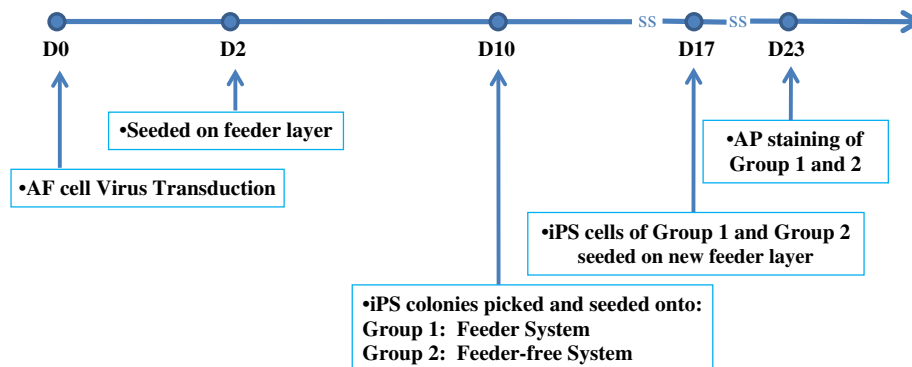 SS SS
D0 D2 D10 D17 D23
•Seeded on feeder layer
•AP staining of
Group 1 and 2
•AF cell Virus Transduction
•iPS cells of Group 1 and Group 2
seeded on new feeder layer
•iPS colonies picked and seeded onto:
Group 1:  Feeder System
Group 2:  Feeder-free System